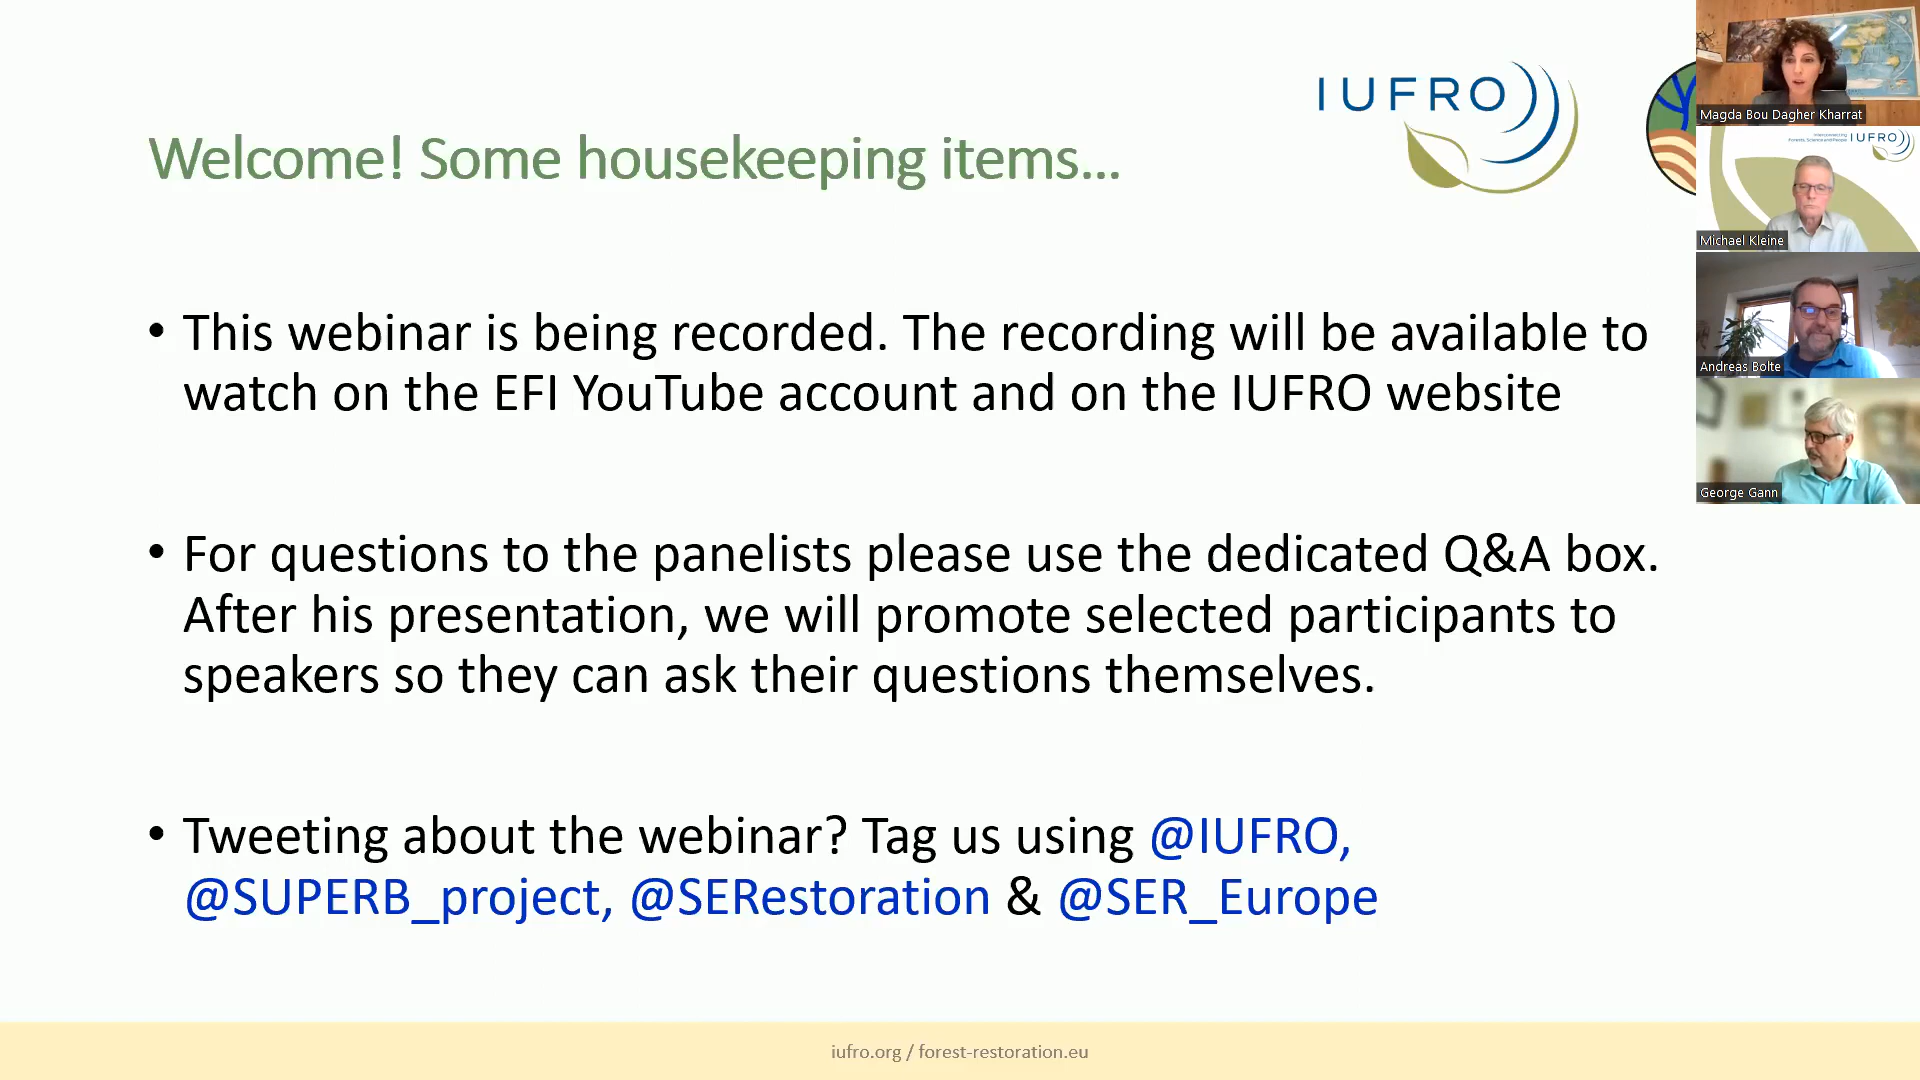 IUFRO
Welcome! Some housekeeping items...
• This webinar is being recorded. The recording will be available to
watch on the EFI YouTube account and on the IUFRO website
• For questions to the panelists please use the dedicated Q&A box.
After his presentation, we will promote selected participants to
speakers so they can ask their questions themselves.
• Tweeting about the webinar? Tag us using @IUFRO,
@SUPERB_project, @SERestoration & @SER_Europe
iufro.org / forest-restoration.eu
Magda Bou Dagher Kharrat
IUFRO
Michael Kleine
Andreas Bolte
George Gann